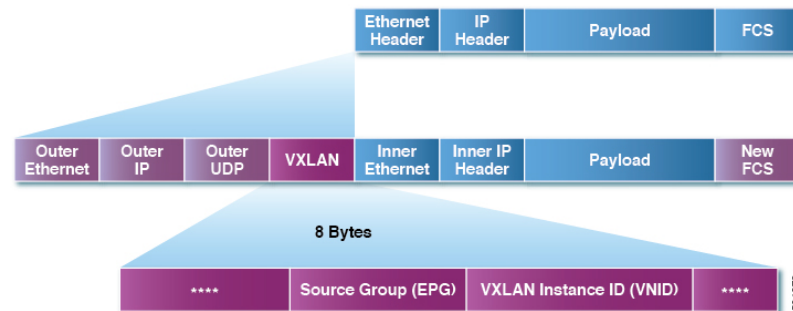 Ethernet Header
IP Header
Payload
FCS
Outer Ethernet
Outer IP
Outer UDP
VXLAN
Inner Ethernet
Inner IP Header
Payload
New FCS
8 Bytes
****
Source Group (EPG)
VXLAN Instance ID (VNID)
****